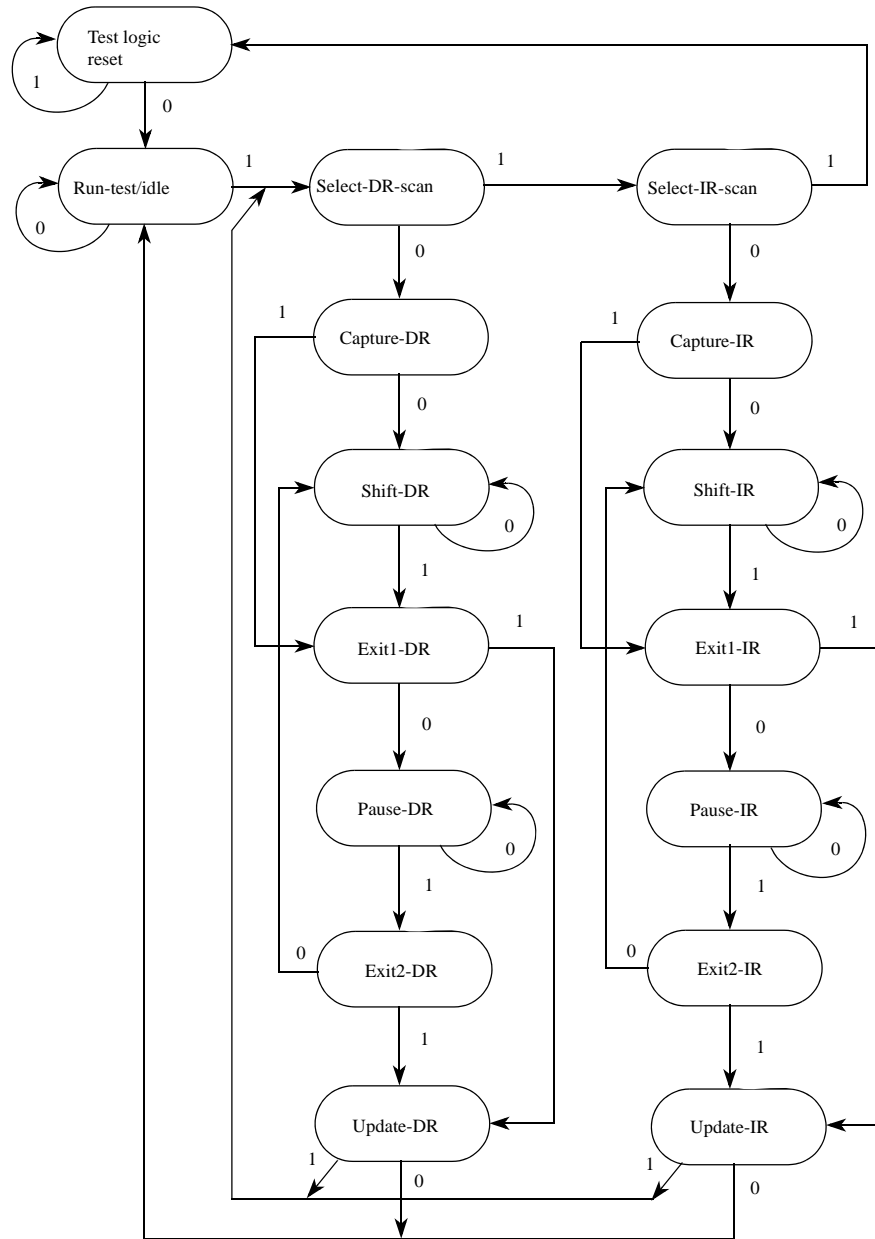 Test logic
reset
1
0
Run-test/idle
1
Select-DR-scan
1
Select-IR-scan
1
0
0
0
1
Capture-DR
1
Capture-IR
0
0
Shift-DR
0
Shift-IR
0
1
1
Exit1-DR
1
Exit1-IR
1
0
0
Pause-DR
0
Pause-IR
0
1
1
0
Exit2-DR
0
Exit2-IR
1
1
Update-DR
Update-IR
1
0
1
0